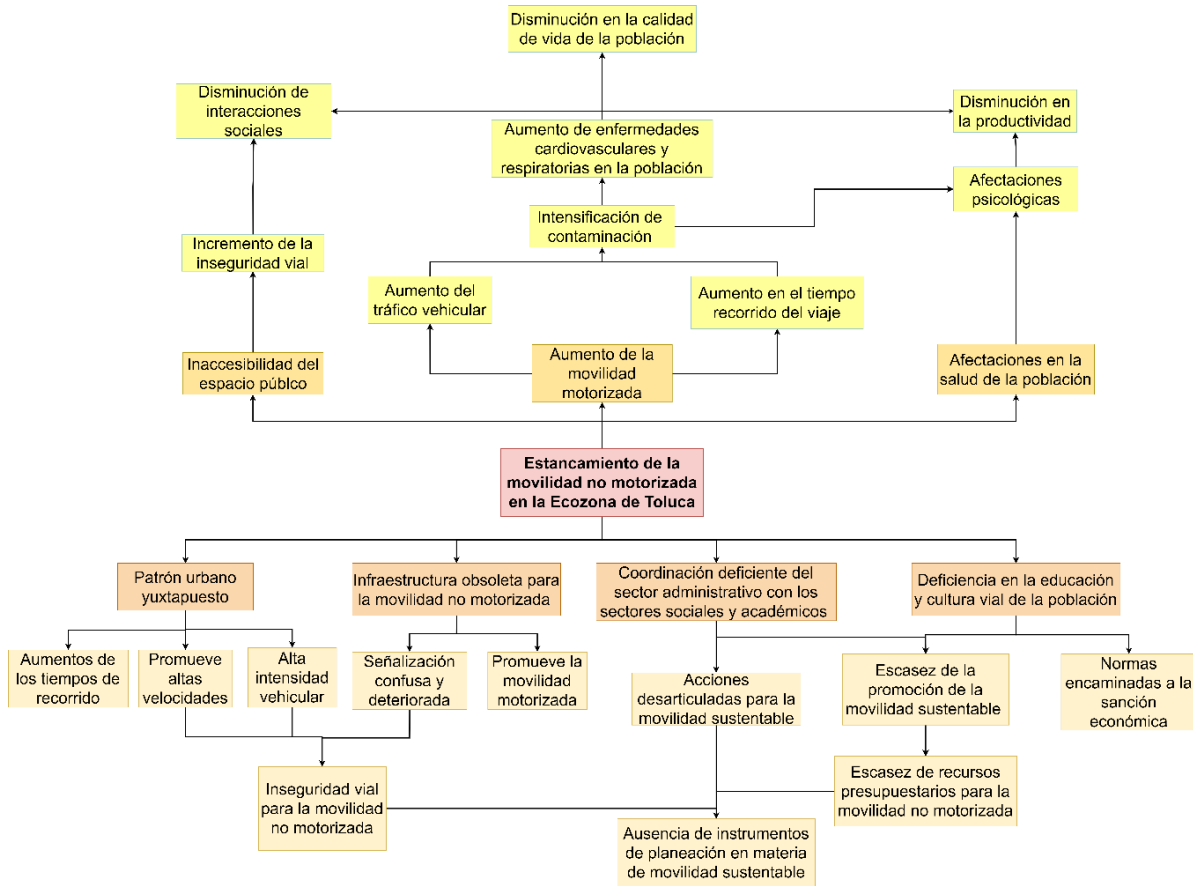 Disminución en la calidad
de vida de la población
Disminución de
interacciones
sociales
Aumento de enfermedades
cardiovasculares y
respiratorias en la población
Disminución en
la productividad
Afectaciones
psicológicas
Intensificación de
contaminación
Incremento de la
inseguridad vial
Aumento del
tráfico vehicular
Aumento en el tiempo
recorrido del viaje
Inaccesibilidad del
espacio públco
Aumento de la
movilidad
motorizada
Afectaciones en la
salud de la población
Estancamiento de la
movilidad no motorizada
en la Ecozona de Toluca
Patrón urbano
yuxtapuesto
Infraestructura obsoleta para
la movilidad no motorizada
Coordinación deficiente del
sector administrativo con los
sectores sociales y académicos
Deficiencia en la educación
y cultura vial de la población
Aumentos de
los tiempos de
recorrido
Promueve
altas
velocidades
Alta
intensidad
vehicular
Señalización
confusa y
deteriorada
Promueve la
movilidad
motorizada
Acciones
desarticuladas para la
movilidad sustentable
Escasez de la
promoción de la
movilidad sustentable
Normas
encaminadas a la
sanción
económica
Inseguridad vial
para la movilidad
no motorizada
Escasez de recursos
presupuestarios para la
movilidad no motorizada
Ausencia de instrumentos
de planeación en materia
de movilidad sustentable